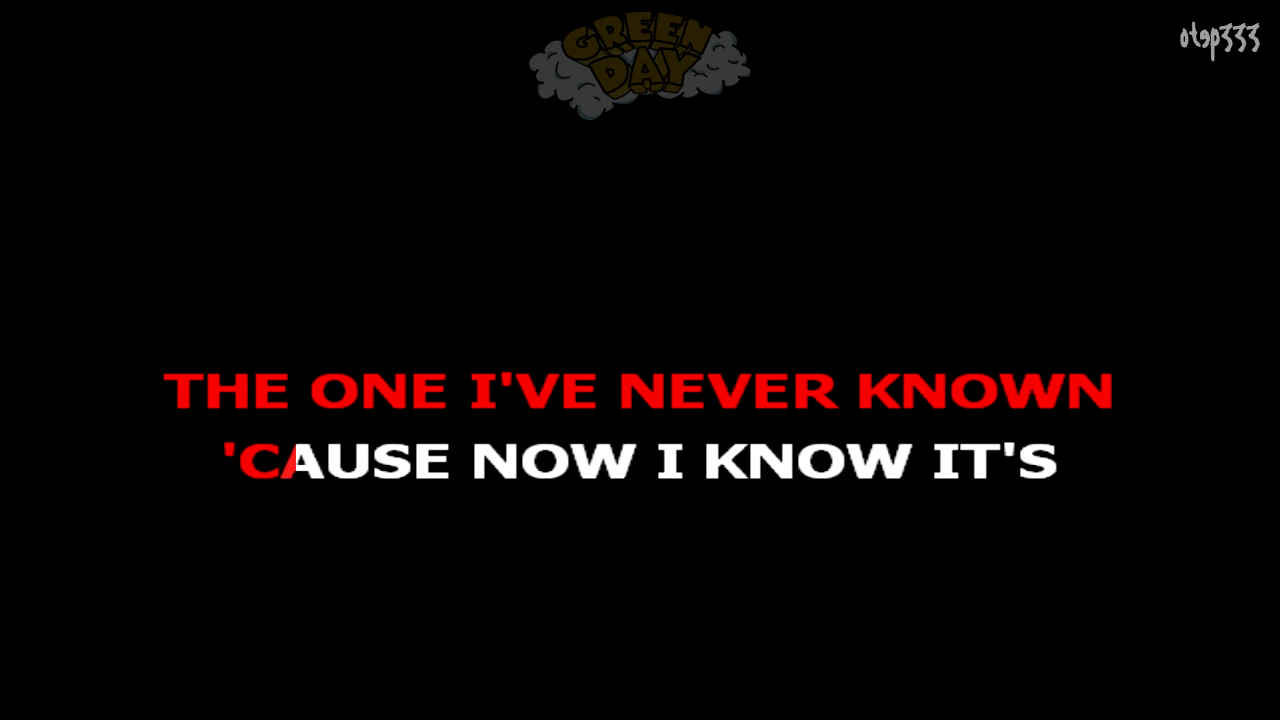 GREEN
DAY
otep333
THE ONE I'VE NEVER KNOWN
'CAUSE NOW I KNOW IT'S